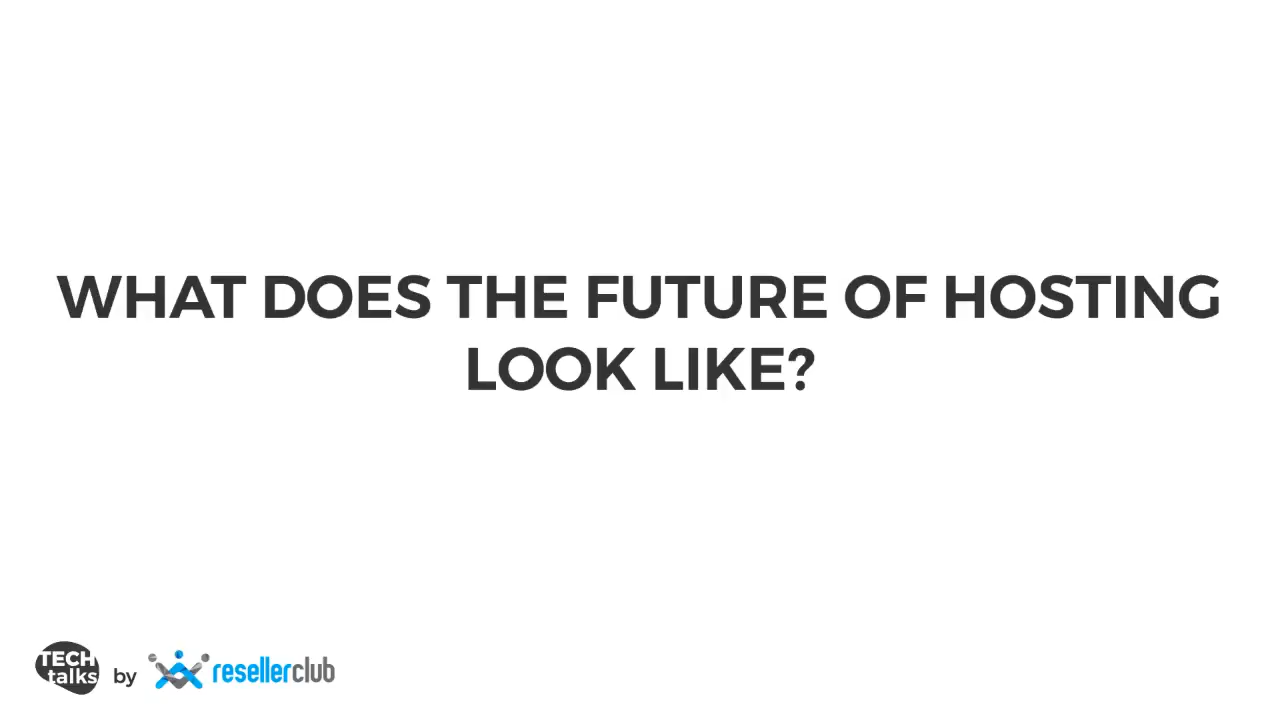 WHAT DOES THE FUTURE OF HOSTING
LOOK LIKE?
TECH
talks
by
resellerclub